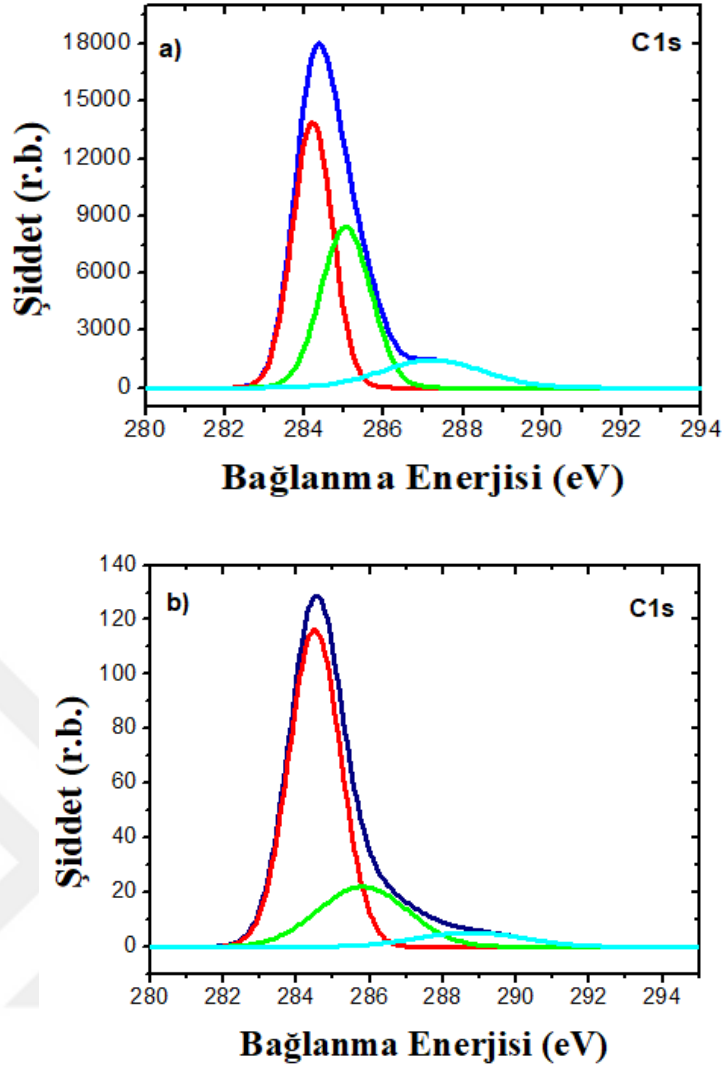 a)
C1s
18000
15000
12000
9000
6000
3000
0
Şiddet (r.b.)
280 282 284 286 288 290 292 294
Bağlanma Enerjisi (eV)
b)
C1s
140
120
100
80
60
40
20
0
Şiddet (r.b.)
280 282 284 286 288 290 292 294
Bağlanma Enerjisi (eV)